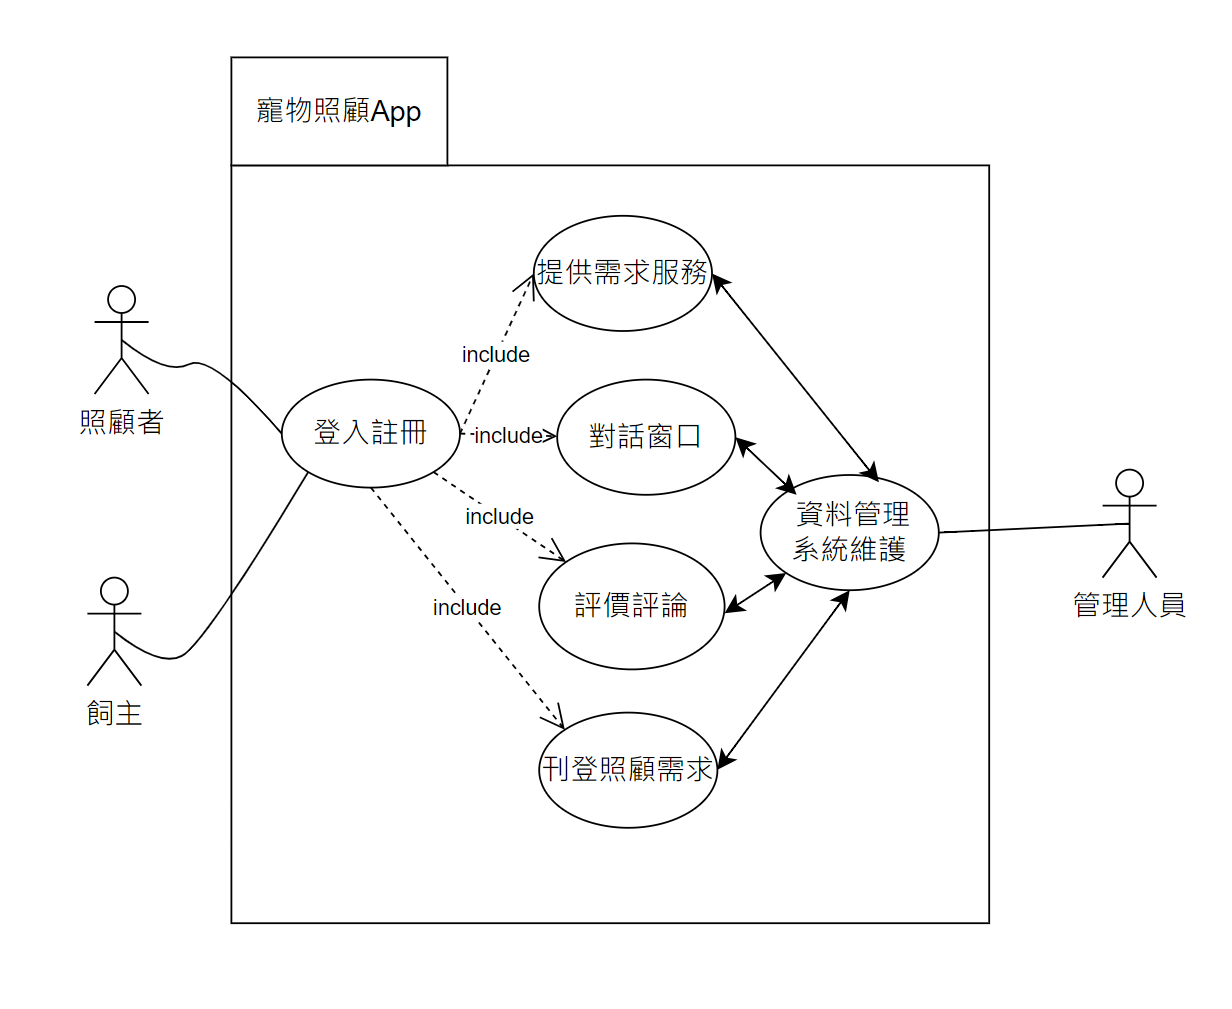 寵物照顧App
提供需求服務
include
照顧者
登入註冊
include
對話窗口
include
資料管理
系統維護
評價評論
include
管理人員
飼主
刊登照顧需求